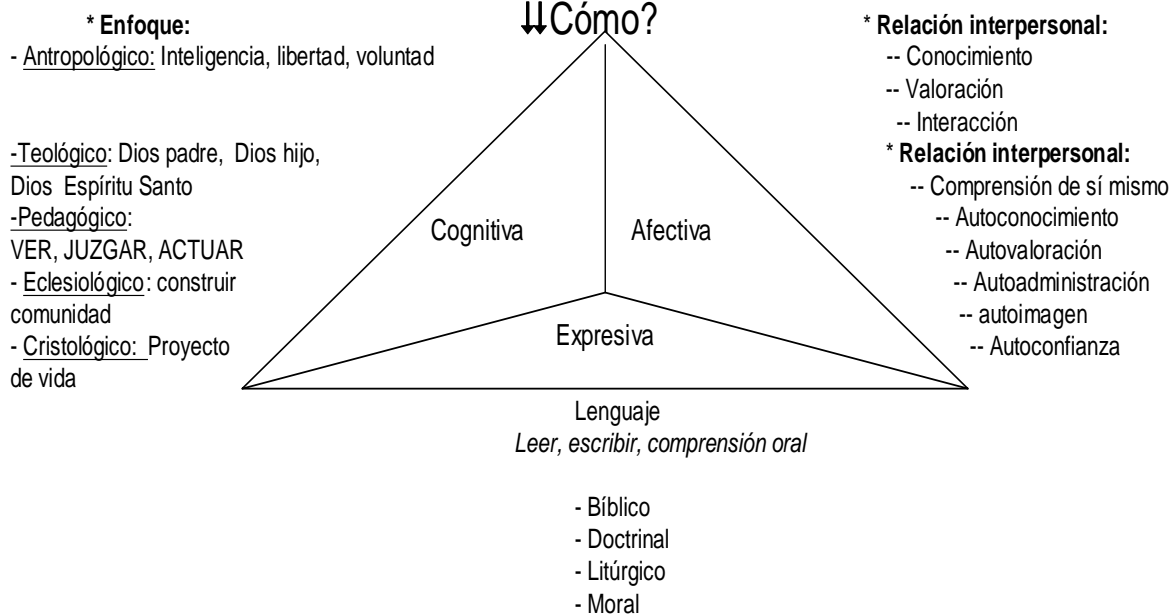 ⇊Cómo?
* Enfoque:
- Antropológico: Inteligencia, libertad, voluntad
-Teológico: Dios padre, Dios hijo,
Dios Espíritu Santo
-Pedagógico:
VER, JUZGAR, ACTUAR
- Eclesiológico: construir
comunidad
- Cristológico: Proyecto
de vida
Cognitiva
Afectiva
Expresiva
* Relación interpersonal:
-- Conocimiento
-- Valoración
-- Interacción
* Relación interpersonal:
-- Comprensión de sí mismo
-- Autoconocimiento
-- Autovaloración
-- Autoadministración
-- autoimagen
-- Autoconfianza
Lenguaje
Leer, escribir, comprensión oral
- Bíblico
- Doctrinal
- Litúrgico
- Moral